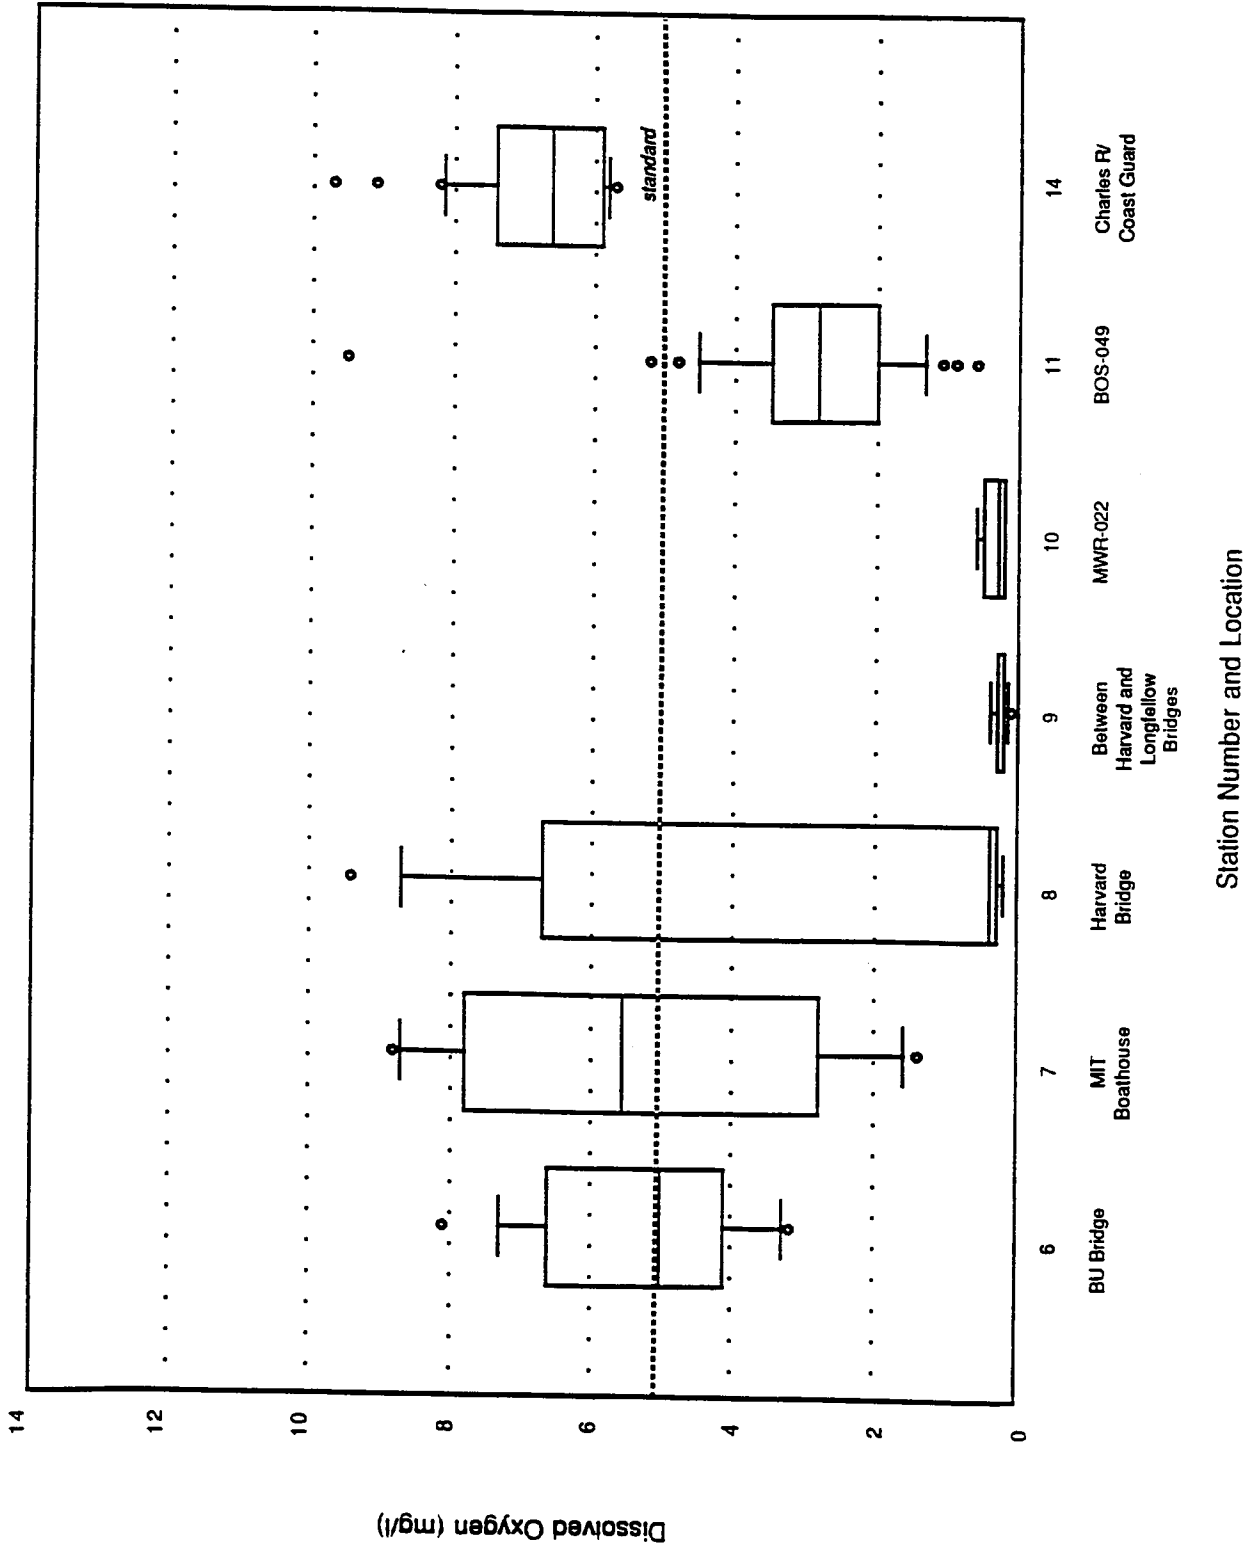 Dissolved Oxygen (mg/l)
14
12
10
8
6
4
2
0
standard
6
7
8
9
10
11
14
BU Bridge
MIT
Boathouse
Harvard
Bridge
Between
Harvard and
Longfellow
Bridges
MWR-022
BOS-049
Charles R/
Coast Guard
Station Number and Location